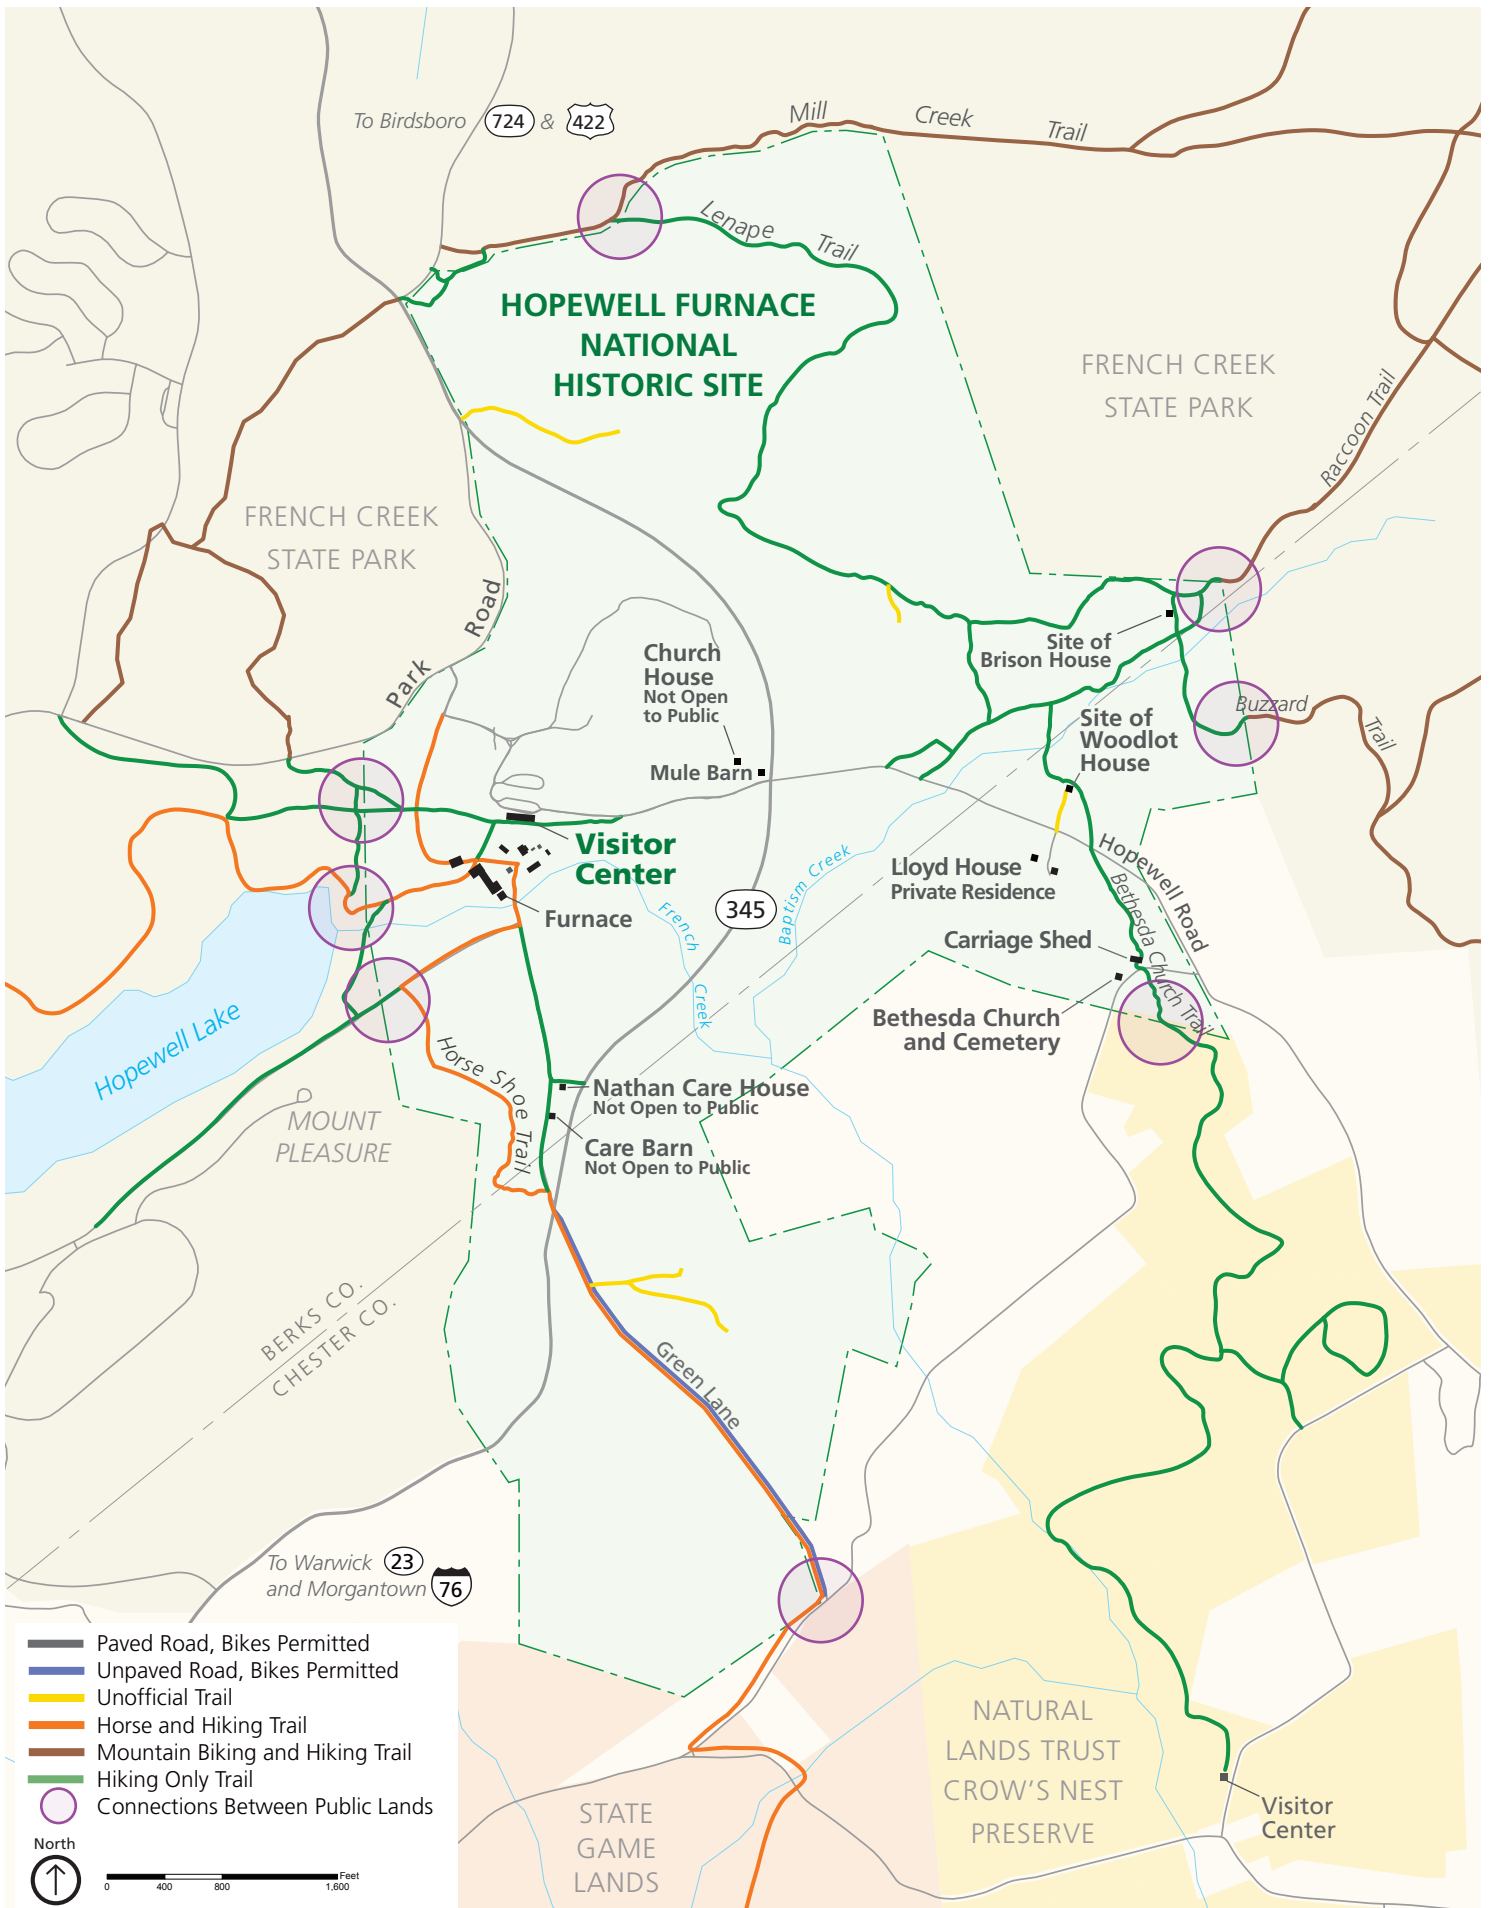 To Birdsboro 724 & 422
Mill Creek Trail
Lenape Trail
HOPEWELL FURNACE
NATIONAL
HISTORIC SITE
FRENCH CREEK
STATE PARK
Raccoon Trail
FRENCH CREEK
STATE PARK
Park Road
Church
House
Not Open
to Public
Mule Barn
Site of
Brison House
Buzzard Trail
Site of
Woodlot
House
Visitor
Center
Furnace
French Creek
345
Baptism Creek
Lloyd House
Private Residence
Hopewell Road
Bethesda Church Trail
Carriage Shed
Bethesda Church
and Cemetery
Hopewell Lake
Horse Shoe Trail
MOUNT
PLEASURE
Nathan Care House
Not Open to Public
Care Barn
Not Open to Public
BERKS CO.
CHESTER CO.
Green Lane
To Warwick 23
and Morgantown 76
Paved Road, Bikes Permitted
Unpaved Road, Bikes Permitted
Unofficial Trail
Horse and Hiking Trail
Mountain Biking and Hiking Trail
Hiking Only Trail
Connections Between Public Lands
North
Feet
0 400 800 1,600
STATE
GAME
LANDS
NATURAL
LANDS TRUST
CROW'S NEST
PRESERVE
Visitor
Center